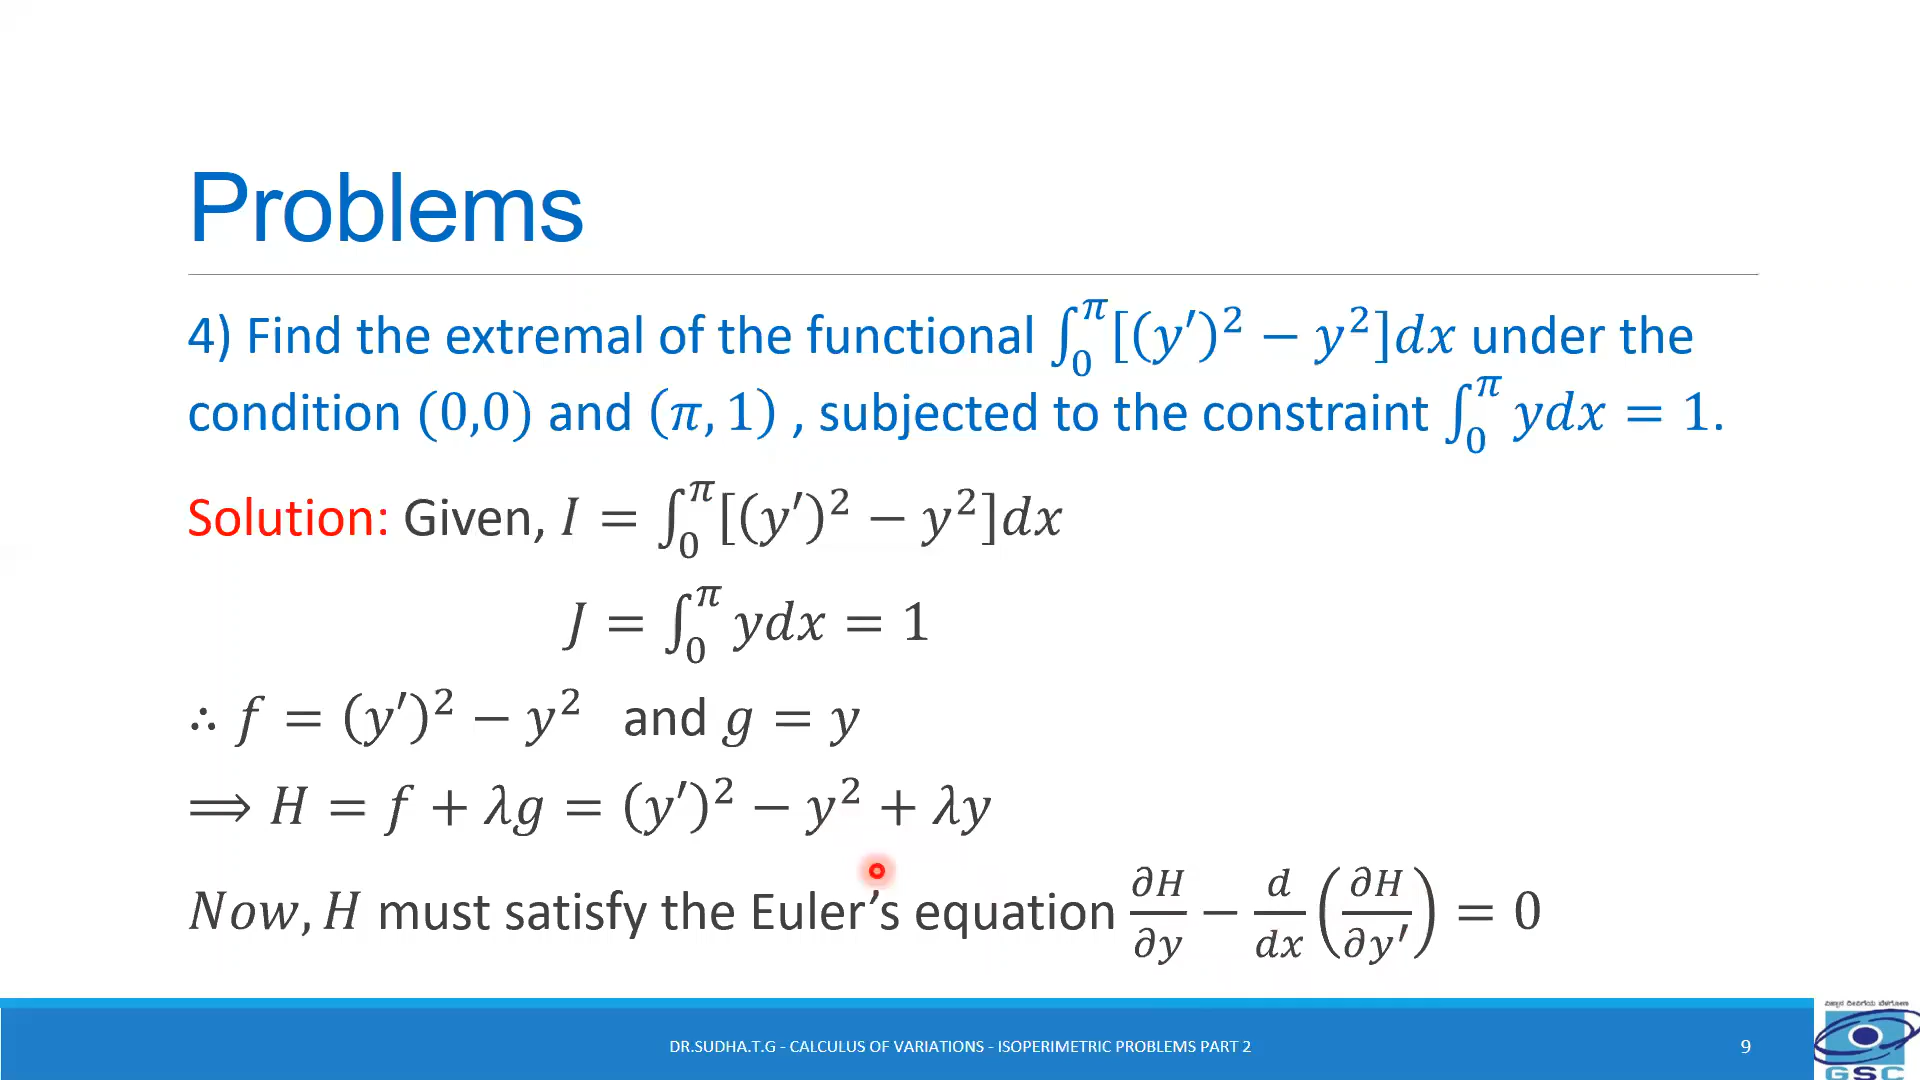 Problems
4) Find the extremal of the functional ∫₀^π[(y′)² − y²]dx under the
condition (0,0) and (π, 1) , subjected to the constraint ∫₀^π ydx = 1.
Solution: Given, I = ∫₀^π[(y′)² − y²]dx
J = ∫₀^π ydx = 1
∴ f = (y′)² − y² and g = y
⟹ H = f + λg = (y′)² − y² + λy
Now, H must satisfy the Euler’s equation ∂H/∂y − d/dx (∂H/∂y′) = 0
DR.SUDHA.T.G - CALCULUS OF VARIATIONS - ISOPERIMETRIC PROBLEMS PART 2
9
GSC